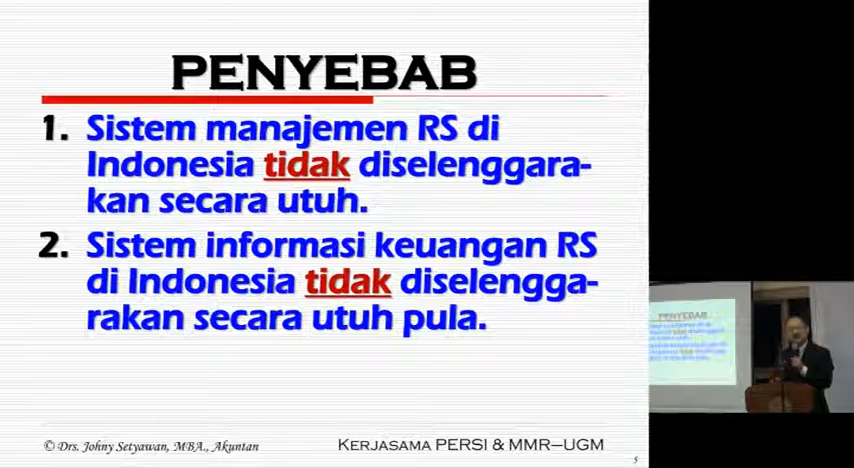 PENYEBAB
1. Sistem manajemen RS di
Indonesia tidak diselenggara-
kan secara utuh.
2. Sistem informasi keuangan RS
di Indonesia tidak diselengga-
rakan secara utuh pula.
© Drs. Johny Setyawan, MBA., Akuntan
KERJASAMA PERSI & MMR–UGM
5
PENYEBAB